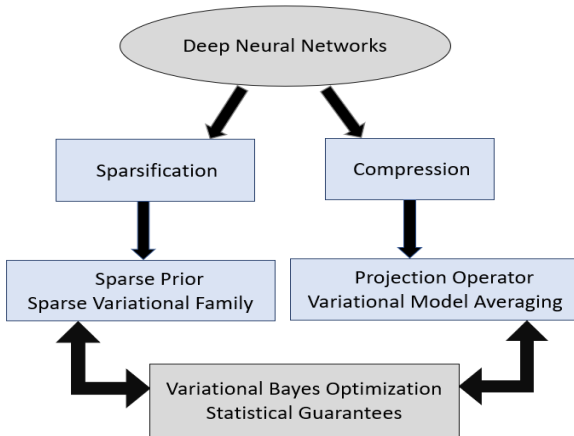 Deep Neural Networks
Sparsification
Compression
Sparse Prior
Sparse Variational Family
Projection Operator
Variational Model Averaging
Variational Bayes Optimization
Statistical Guarantees